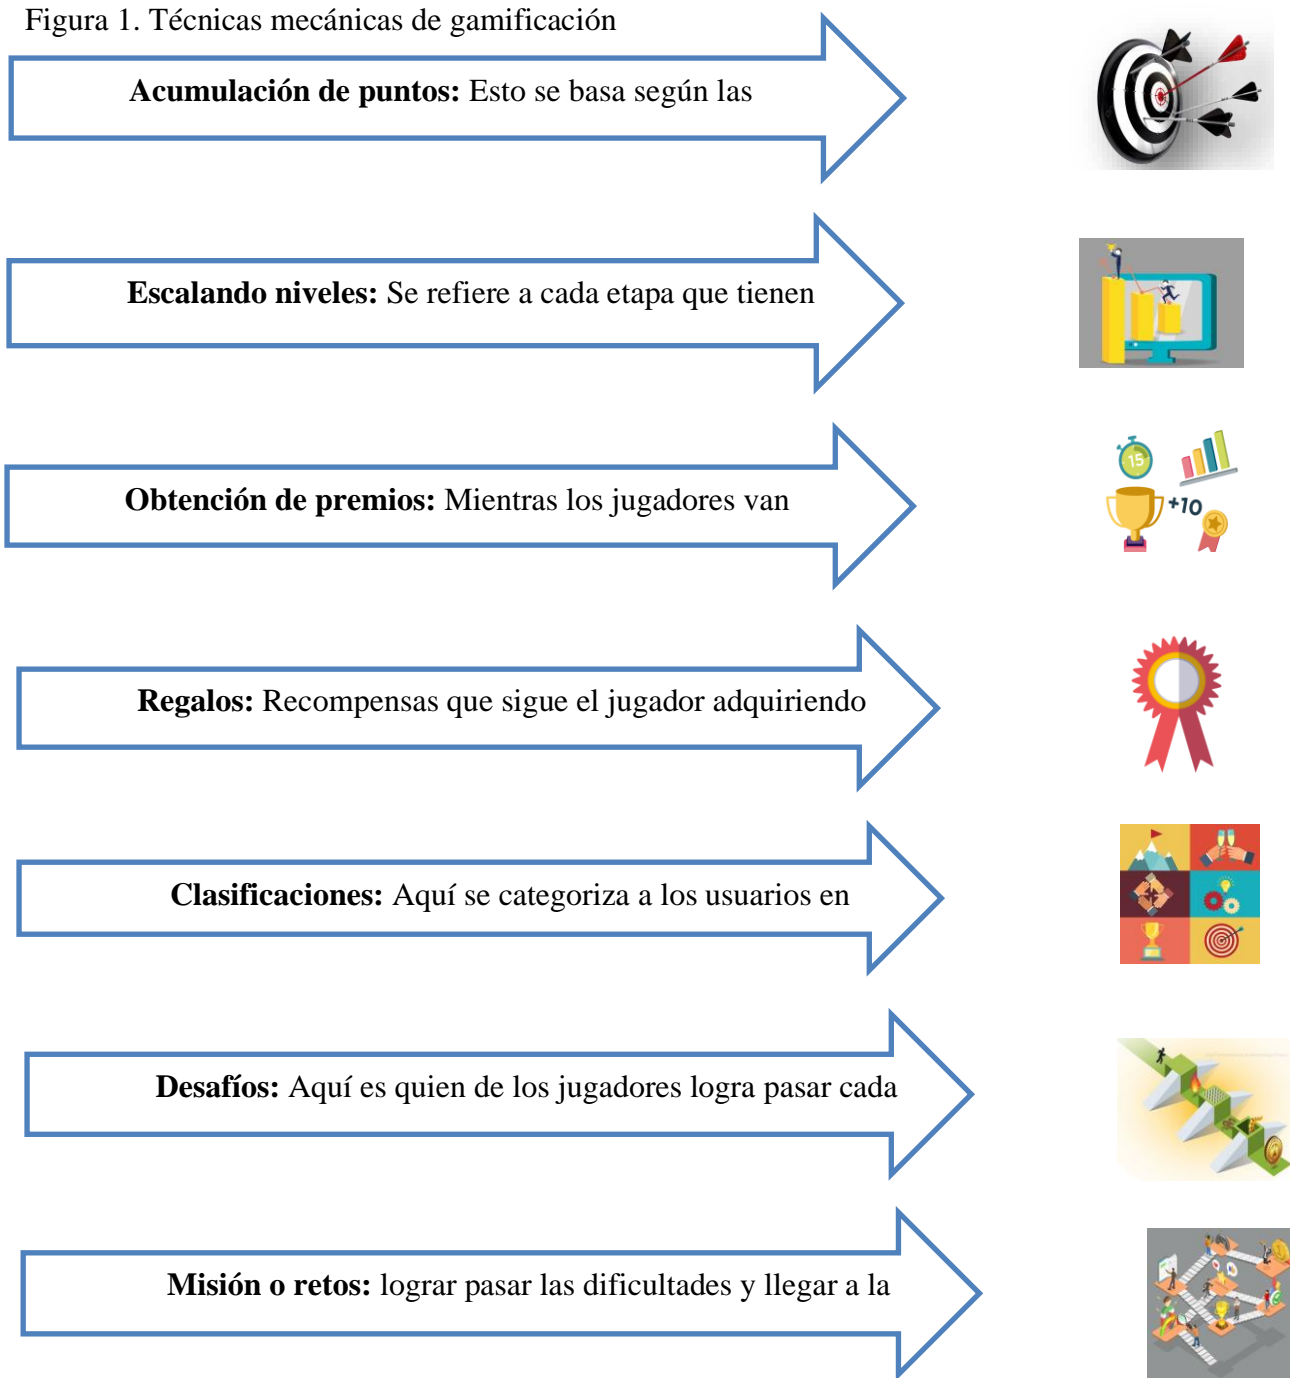 Figura 1. Técnicas mecánicas de gamificación
Acumulación de puntos: Esto se basa según las
Escalando niveles: Se refiere a cada etapa que tienen
Obtención de premios: Mientras los jugadores van
15
+10
Regalos: Recompensas que sigue el jugador adquiriendo
Clasificaciones: Aquí se categoriza a los usuarios en
Desafíos: Aquí es quien de los jugadores logra pasar cada
Misión o retos: lograr pasar las dificultades y llegar a la